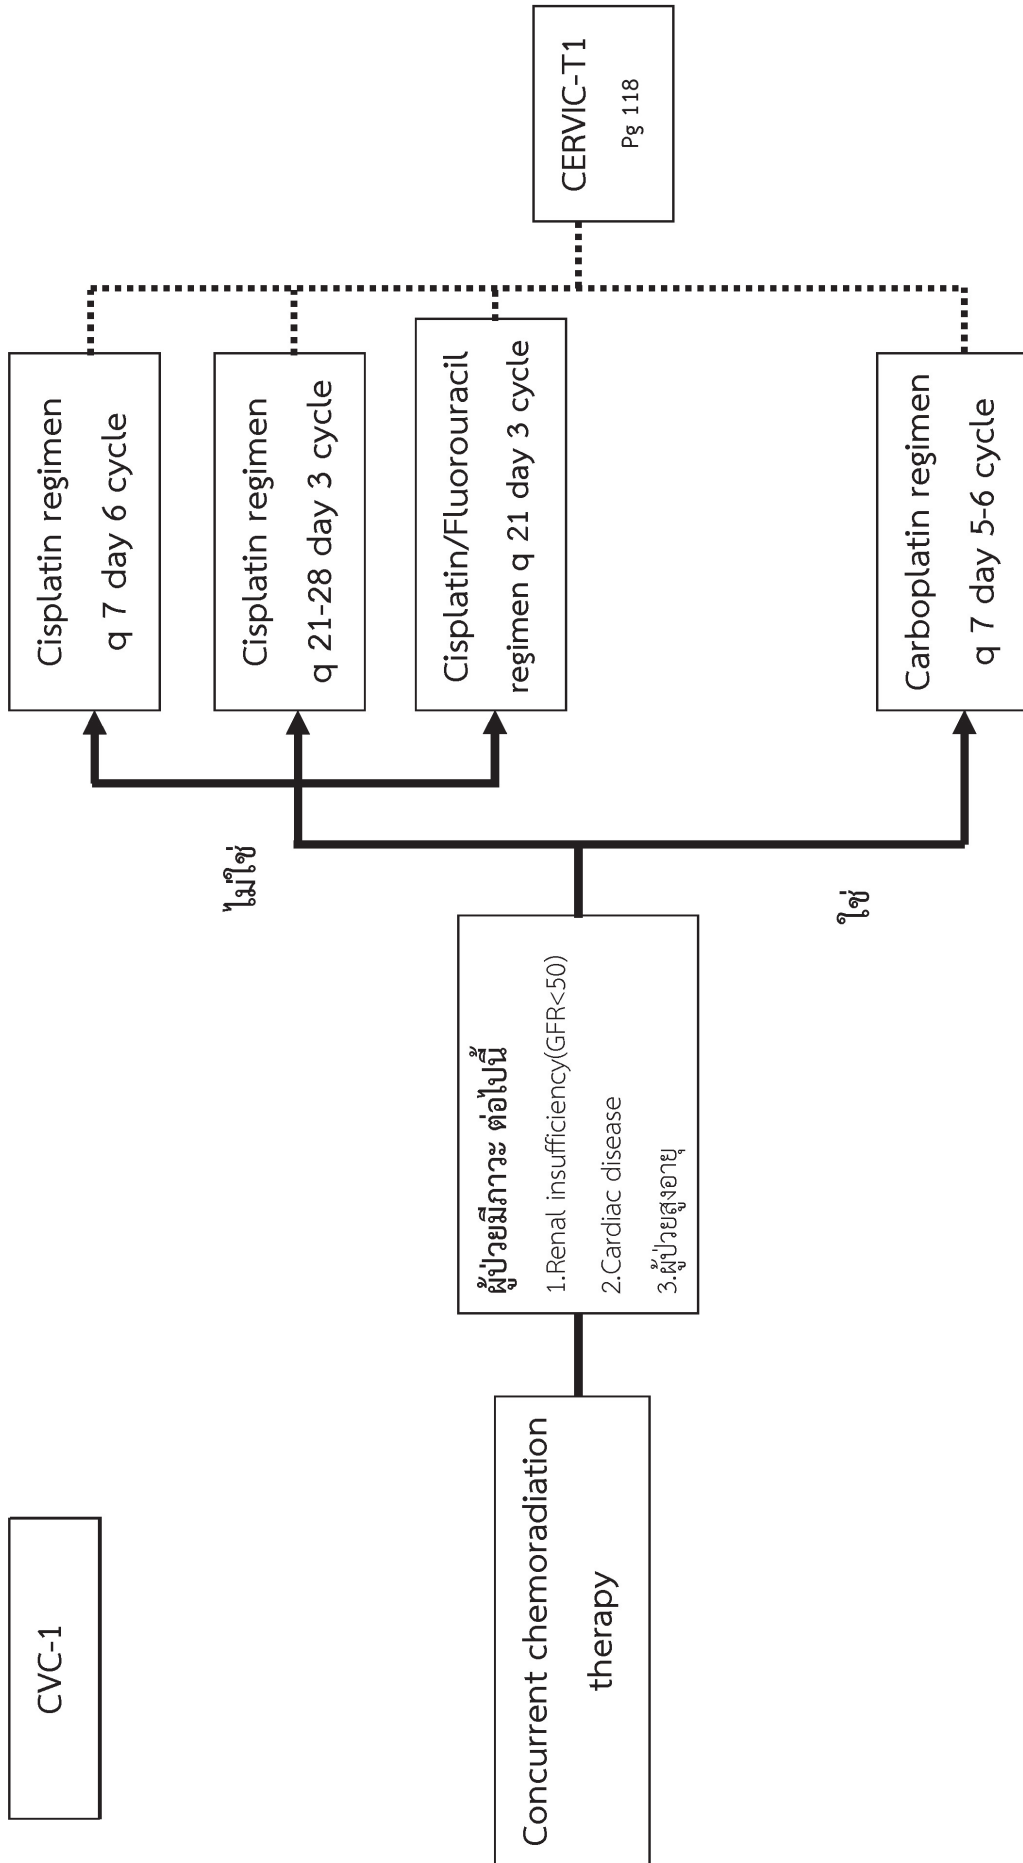 CVC-1
Concurrent chemoradiation
therapy
ผู้ป่วยมีภาวะ ต่อไปนี้
1.Renal insufficiency(GFR<50)
2.Cardiac disease
3.ผู้ป่วยสูงอายุ
ไม่ใช่
ใช่
Cisplatin regimen
q 7 day 6 cycle
Cisplatin regimen
q 21-28 day 3 cycle
Cisplatin/Fluorouracil
regimen q 21 day 3 cycle
Carboplatin regimen
q 7 day 5-6 cycle
CERVIC-T1
Pg 118